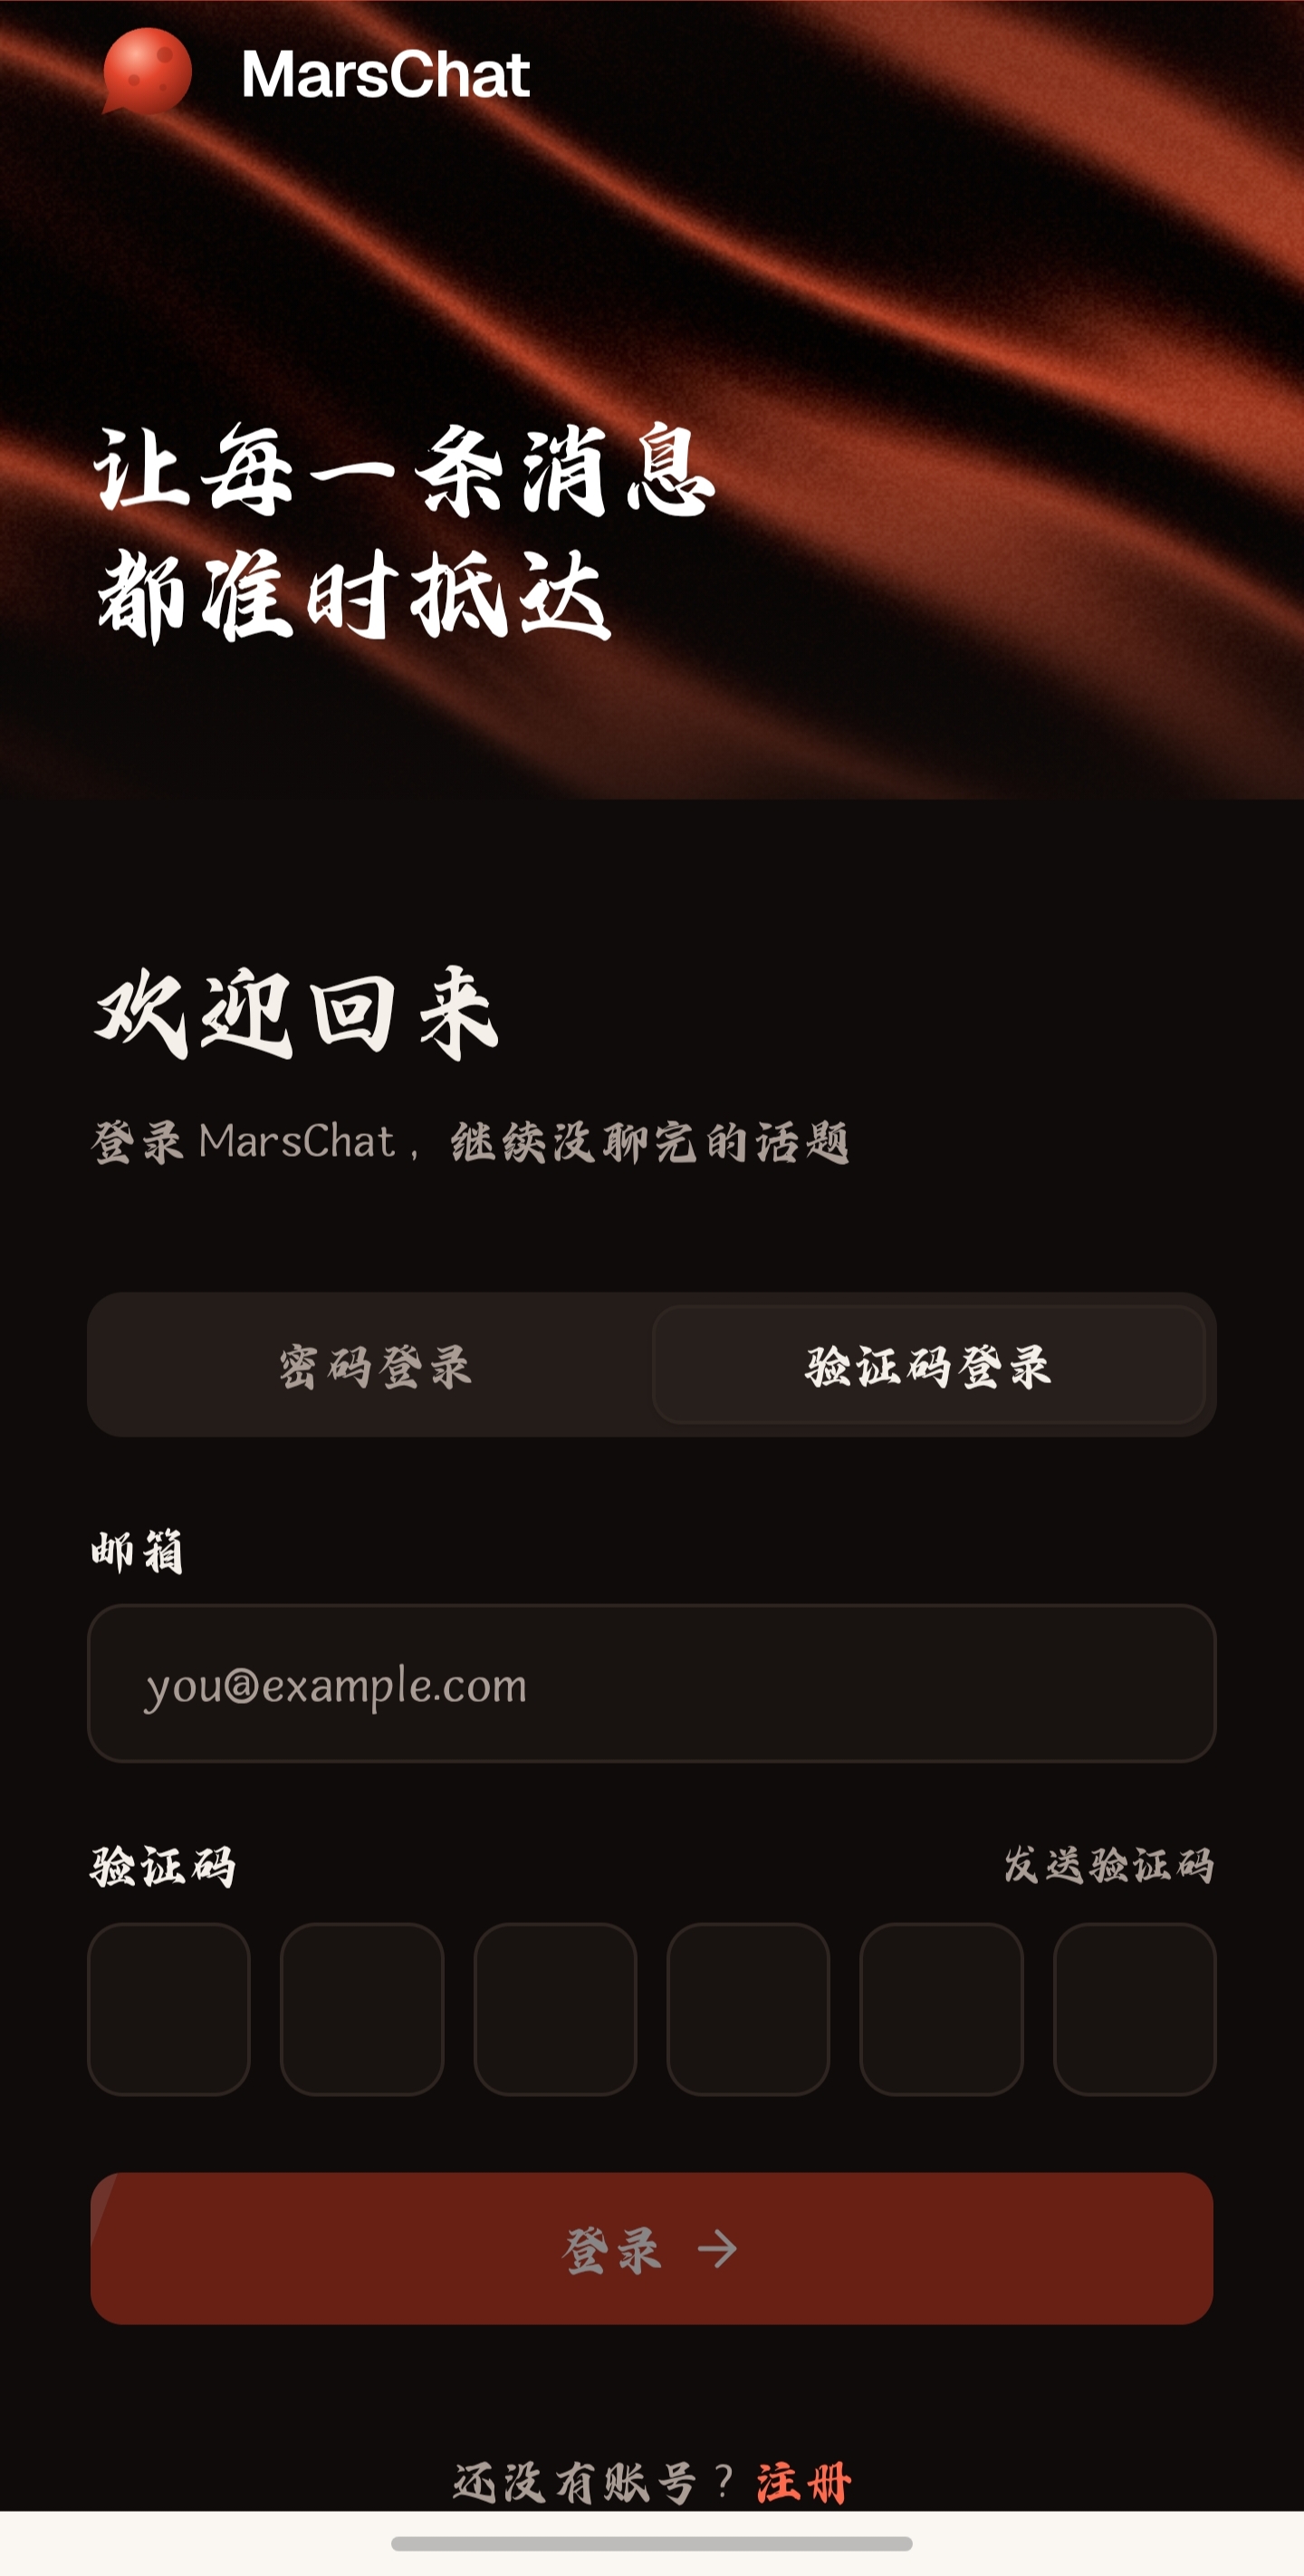 MarsChat
让每一条消息
都准时抵达
欢迎回来
登录 MarsChat，继续没聊完的话题
密码登录 验证码登录
邮箱
you@example.com
验证码 发送验证码
登录 →
还没有账号？注册